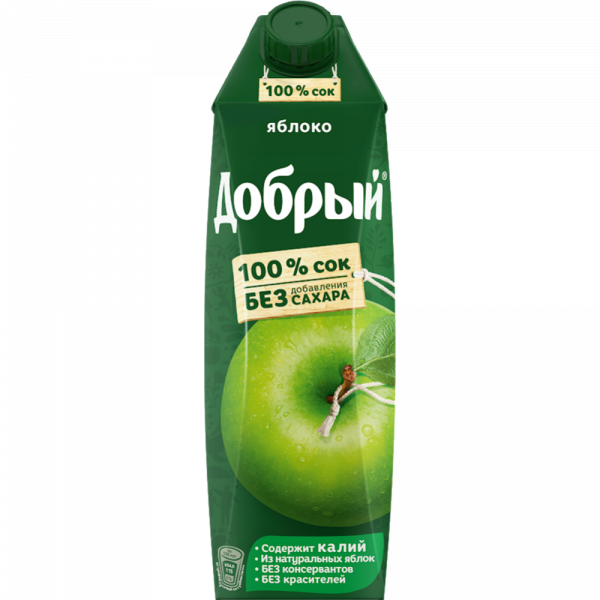 100% сок
яблоко
Добрый®
100% сок
БЕЗ добавления САХАРА
• Содержит калий
• Из натуральных яблок
• БЕЗ консервантов
• БЕЗ красителей